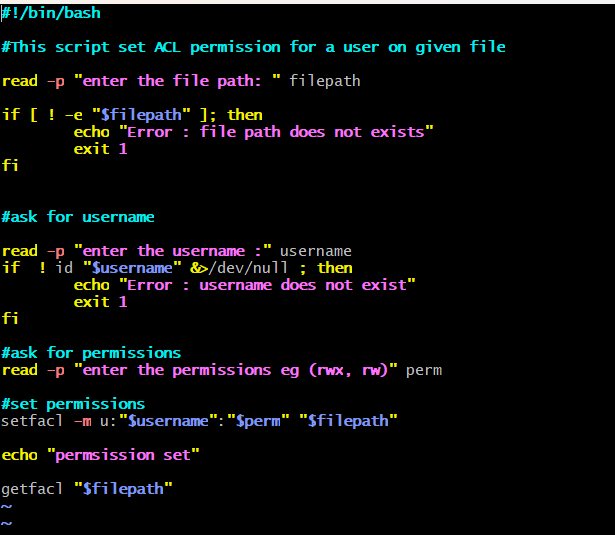 #!/bin/bash
#This script set ACL permission for a user on given file
read -p "enter the file path: " filepath
if [ ! -e "$filepath" ]; then
        echo "Error : file path does not exists"
        exit 1
fi
#ask for username
read -p "enter the username :" username
if  ! id "$username" &>/dev/null ; then
        echo "Error : username does not exist"
        exit 1
fi
#ask for permissions
read -p "enter the permissions eg (rwx, rw)" perm
#set permissions
setfacl -m u:"$username":"$perm" "$filepath"
echo "permsission set"
getfacl "$filepath"
~
~